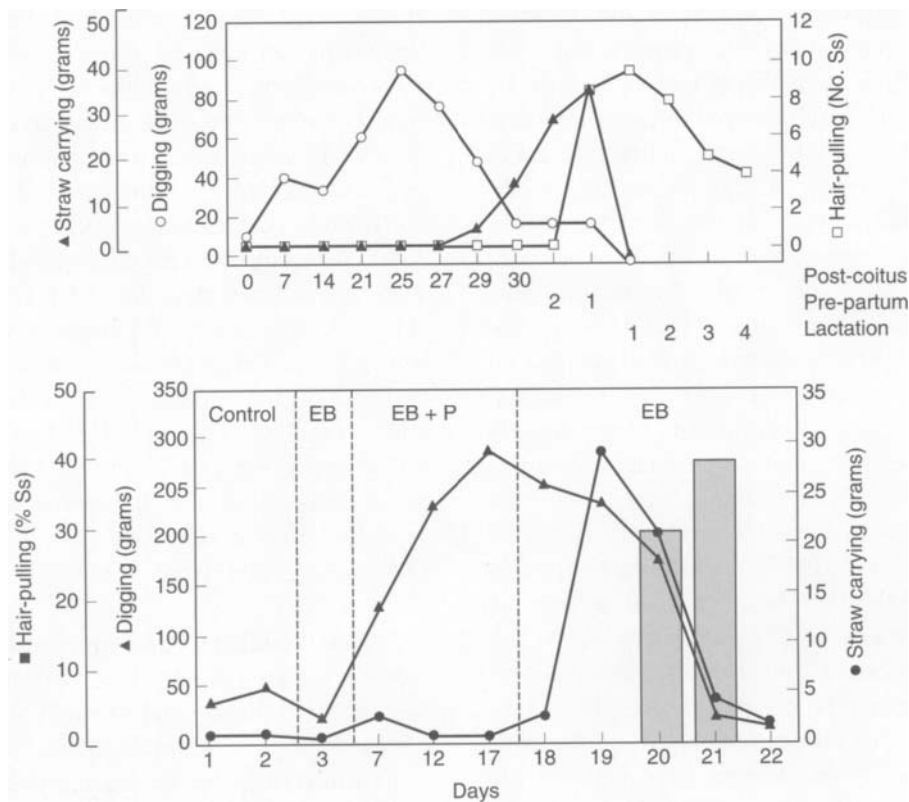 50 120 12
100 10
40
80 8
30
60 6
20
40 4
10
20 2
0 0 0
▲ Straw carrying (grams)
○ Digging (grams)
□ Hair-pulling (No. Ss)
0 7 14 21 25 27 29 30
Post-coitus
2 1 Pre-partum
1 2 3 4 Lactation
50 350 35
Control EB EB + P EB
300 30
40
205 25
30
200 20
20
150 15
100 10
10
50 5
0 0 0
■ Hair-pulling (% Ss)
▲ Digging (grams)
● Straw carrying (grams)
1 2 3 7 12 17 18 19 20 21 22
Days